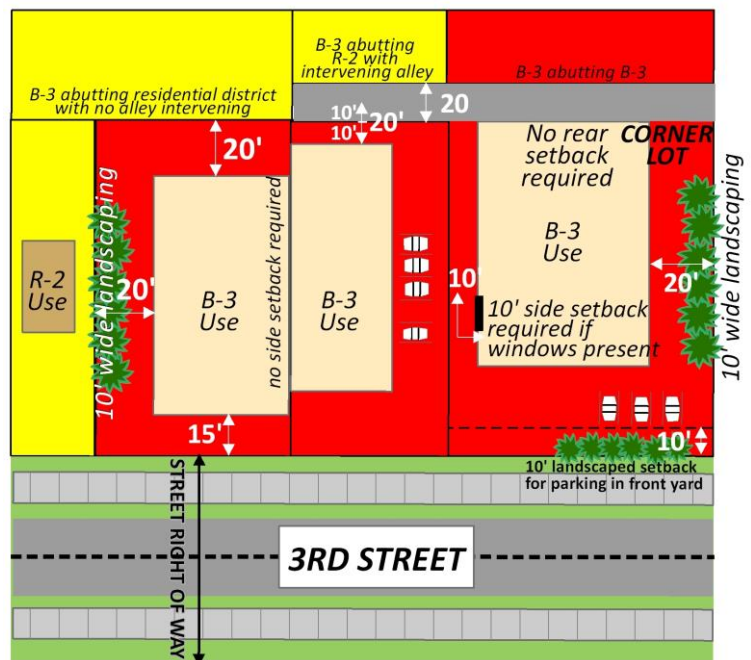 B-3 abutting
R-2 with
intervening alley
B-3 abutting residential district
with no alley intervening
B-3 abutting B-3
20
10'
10'
20'
20'
No rear
setback
required
CORNER
LOT
10' wide landscaping
R-2
Use
20'
B-3
Use
no side setback required
B-3
Use
B-3
Use
10'
10' side setback
required if
windows present
20'
10' wide landscaping
15'
10'
10' landscaped setback
for parking in front yard
STREET RIGHT OF WAY
3RD STREET